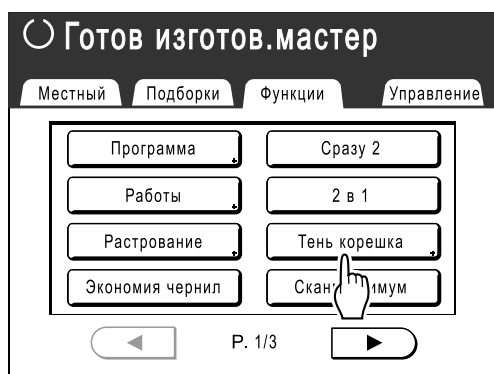 Готов изготов.мастер
Местный Подборки Функции Управление
Программа Сразу 2
Работы 2 в 1
Растрование Тень корешка
Экономия чернил
P. 1/3